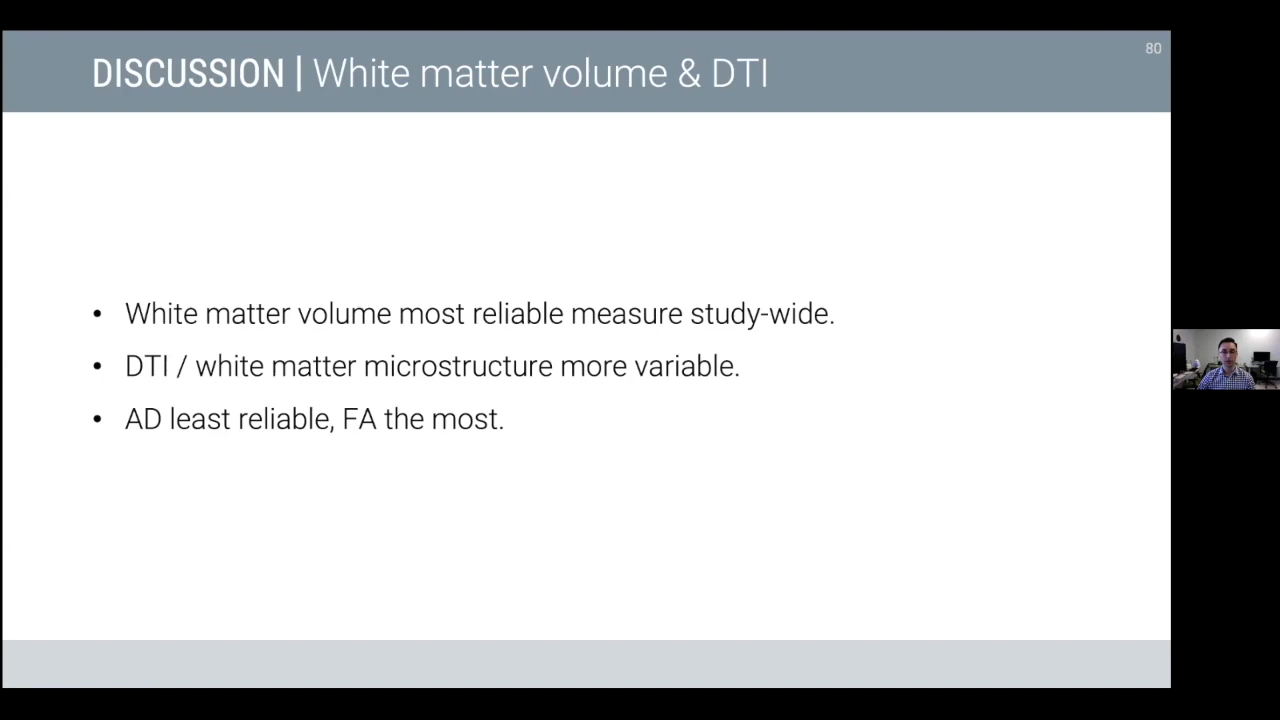 80
DISCUSSION | White matter volume & DTI
• White matter volume most reliable measure study-wide.
• DTI / white matter microstructure more variable.
• AD least reliable, FA the most.